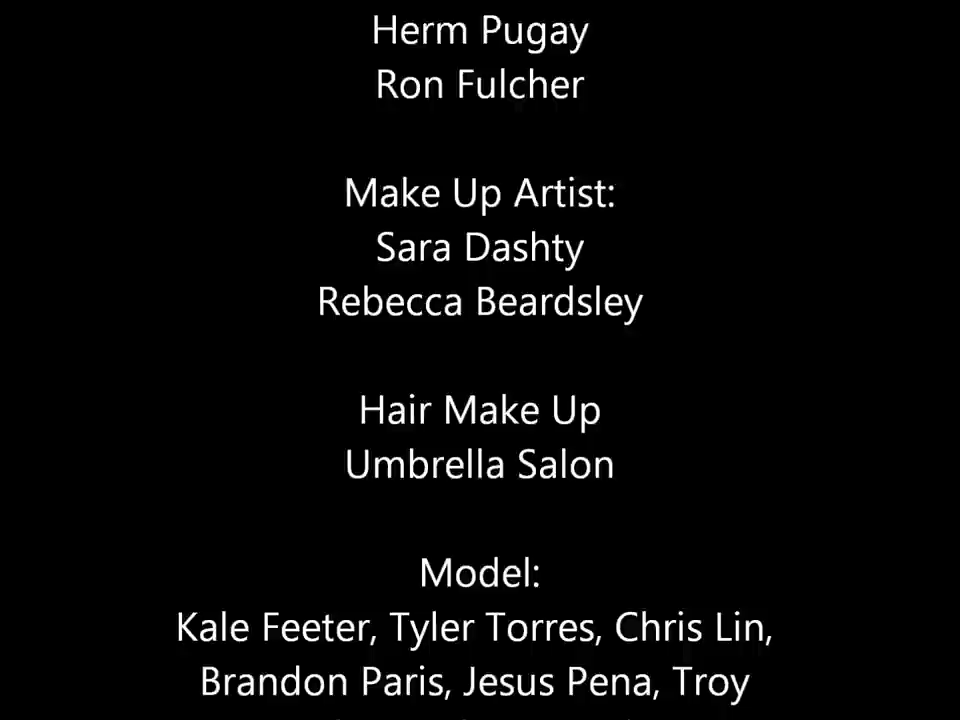 Herm Pugay
Ron Fulcher
Make Up Artist:
Sara Dashty
Rebecca Beardsley
Hair Make Up
Umbrella Salon
Model:
Kale Feeter, Tyler Torres, Chris Lin,
Brandon Paris, Jesus Pena, Troy